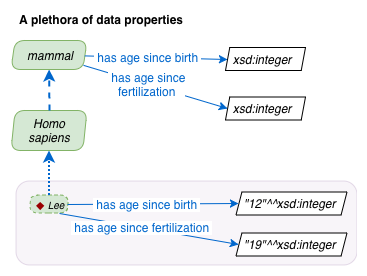 A plethora of data properties
mammal
has age since birth
xsd:integer
has age since
fertilization
xsd:integer
Homo
sapiens
Lee
has age since birth
"12"^^xsd:integer
has age since fertilization
"19"^^xsd:integer